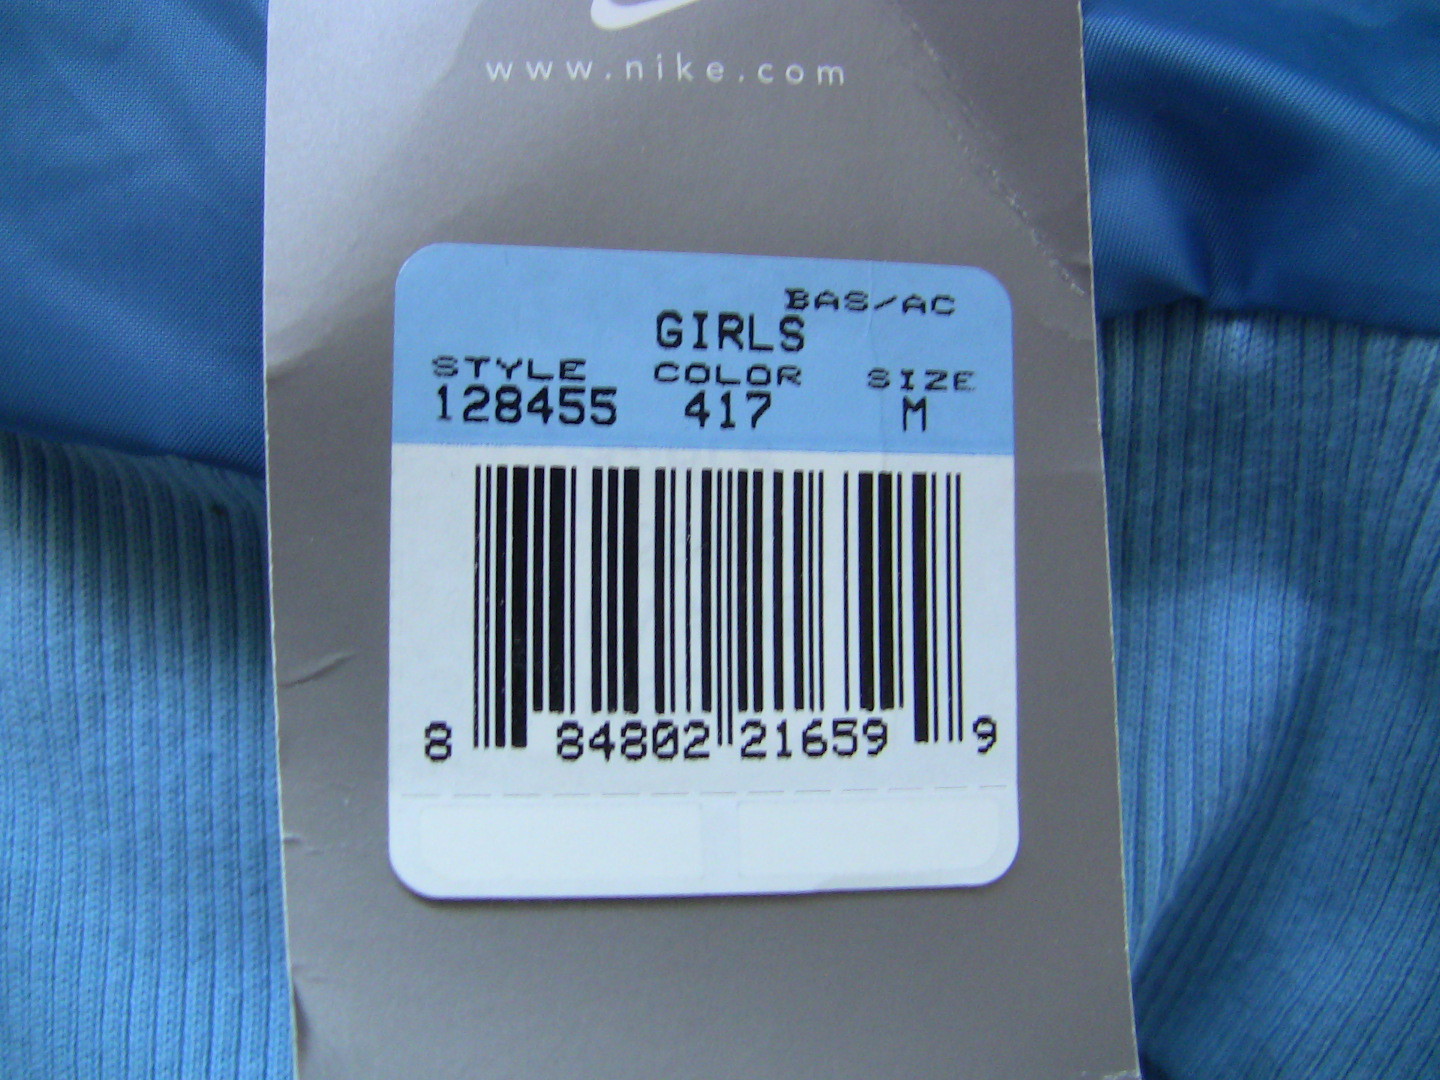 www.nike.com
BAS/AC
GIRLS
STYLE COLOR SIZE
128455 417 M
8 84802 21659 9